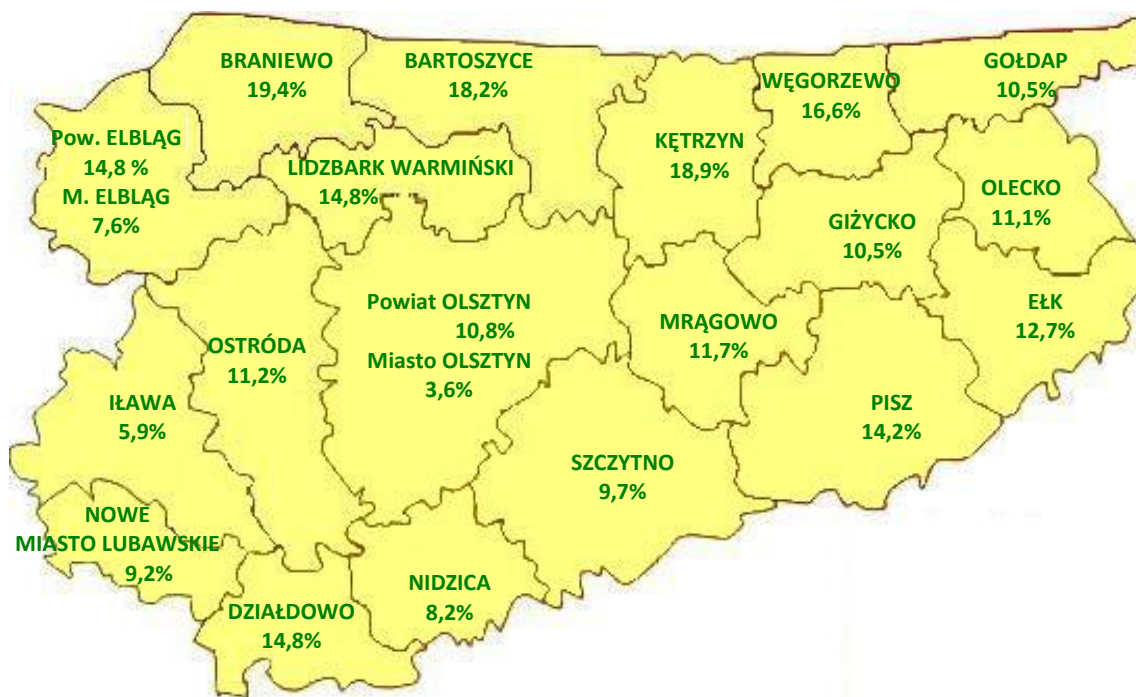 BRANIEWO
19,4%
BARTOSZYCE
18,2%
WĘGORZEWO
16,6%
GOŁDAP
10,5%
Pow. ELBLĄG
14,8 %
M. ELBLĄG
7,6%
LIDZBARK WARMIŃSKI
14,8%
KĘTRZYN
18,9%
OLECKO
11,1%
GIŻYCKO
10,5%
Powiat OLSZTYN
10,8%
Miasto OLSZTYN
3,6%
MRĄGOWO
11,7%
EŁK
12,7%
OSTRÓDA
11,2%
IŁAWA
5,9%
PISZ
14,2%
SZCZYTNO
9,7%
NOWE
MIASTO LUBAWSKIE
9,2%
NIDZICA
8,2%
DZIAŁDOWO
14,8%